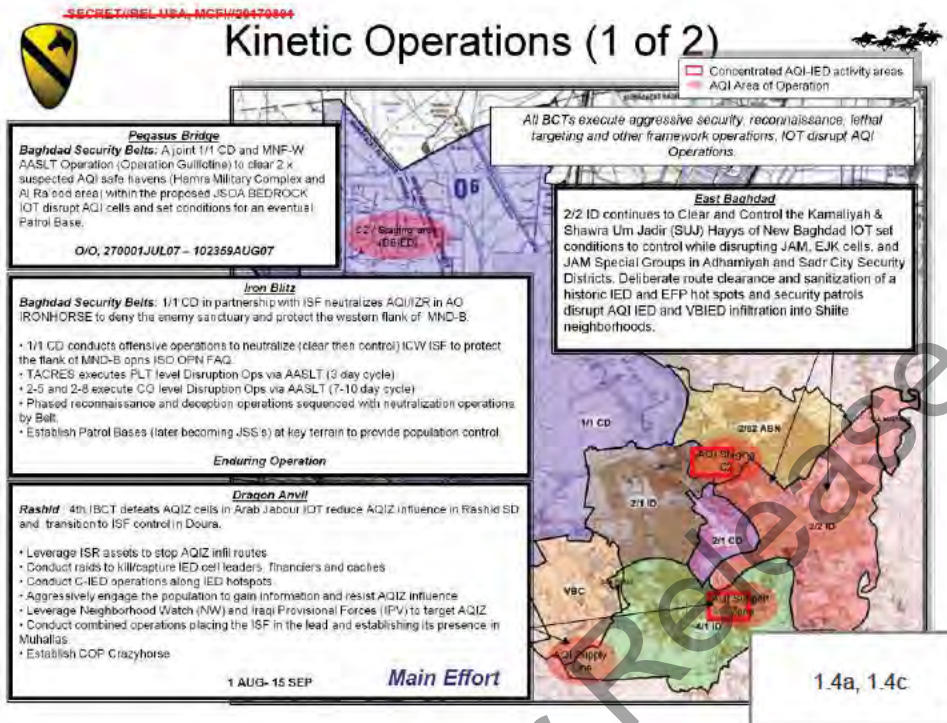 SECRET//REL USA, MCFI//20170804
Kinetic Operations (1 of 2)
Concentrated AQI-IED activity areas
AQI Area of Operation
All BCTs execute aggressive security, reconnaissance, lethal
targeting and other framework operations, IOT disrupt AQI
Operations.
Pegasus Bridge
Baghdad Security Belts: A joint 1/1 CD and MNF-W
AASLT Operation (Operation Guillotine) to clear 2 x
suspected AQI safe havens (Hamra Military Complex and
Al Ra'ood area) within the proposed JSOA BEDROCK
IOT disrupt AQI cells and set conditions for an eventual
Patrol Base.
O/O, 270001JUL07 – 102359AUG07
06
C2 / Staging area
East Baghdad
2/2 ID continues to Clear and Control the Kamaliyah &
Shawra Um Jadir (SUJ) Hayys of New Baghdad IOT set
conditions to control while disrupting JAM, EJK cells, and
JAM Special Groups in Adhamiyah and Sadr City Security
Districts. Deliberate route clearance and sanitization of a
historic IED and EFP hot spots and security patrols
disrupt AQI IED and VBIED infiltration into Shiite
neighborhoods.
Iron Blitz
Baghdad Security Belts: 1/1 CD in partnership with ISF neutralizes AQI/IZR in AO
IRONHORSE to deny the enemy sanctuary and protect the western flank of MND-B.
• 1/1 CD conducts offensive operations to neutralize (clear then control) ICW ISF to protect
the flank of MND-B opns ISO OPN FAQ.
• TACRES executes PLT level Disruption Ops via AASLT (3 day cycle)
• 2-5 and 2-8 execute CO level Disruption Ops via AASLT (7-10 day cycle)
• Phased reconnaissance and deception operations sequenced with neutralization operations
by Belt.
• Establish Patrol Bases (later becoming JSS's) at key terrain to provide population control
Enduring Operation
1/1 CD
2/82 ABN
AQI Staging
C2
2/1 ID
2/1 CD
2/2 ID
VBC
AQI Support
4/1 ID
AQI Supply
line
Dragon Anvil
Rashid : 4th IBCT defeats AQIZ cells in Arab Jabour IOT reduce AQIZ influence in Rashid SD
and transition to ISF control in Doura.
• Leverage ISR assets to stop AQIZ infil routes
• Conduct raids to kill/capture IED cell leaders, financiers and caches
• Conduct C-IED operations along IED hotspots
• Aggressively engage the population to gain information and resist AQIZ influence
• Leverage Neighborhood Watch (NW) and Iraqi Provisional Forces (IPV) to target AQIZ
• Conduct combined operations placing the ISF in the lead and establishing its presence in
Muhallas
• Establish COP Crazyhorse
1 AUG- 15 SEP
Main Effort
1.4a, 1.4c
Release